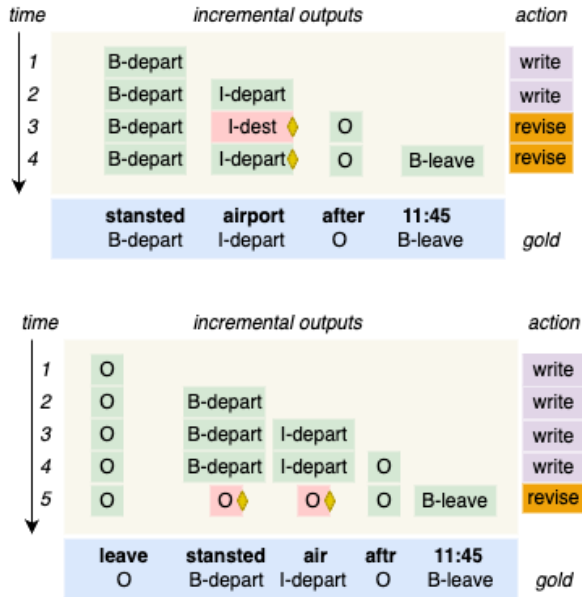 time incremental outputs action
1 B-depart write
2 B-depart I-depart write
3 B-depart I-dest O revise
4 B-depart I-depart O B-leave revise
stansted airport after 11:45
B-depart I-depart O B-leave gold
time incremental outputs action
1 O write
2 O B-depart write
3 O B-depart I-depart write
4 O B-depart I-depart O write
5 O O O O B-leave revise
leave stansted air aftr 11:45
O B-depart I-depart O B-leave gold